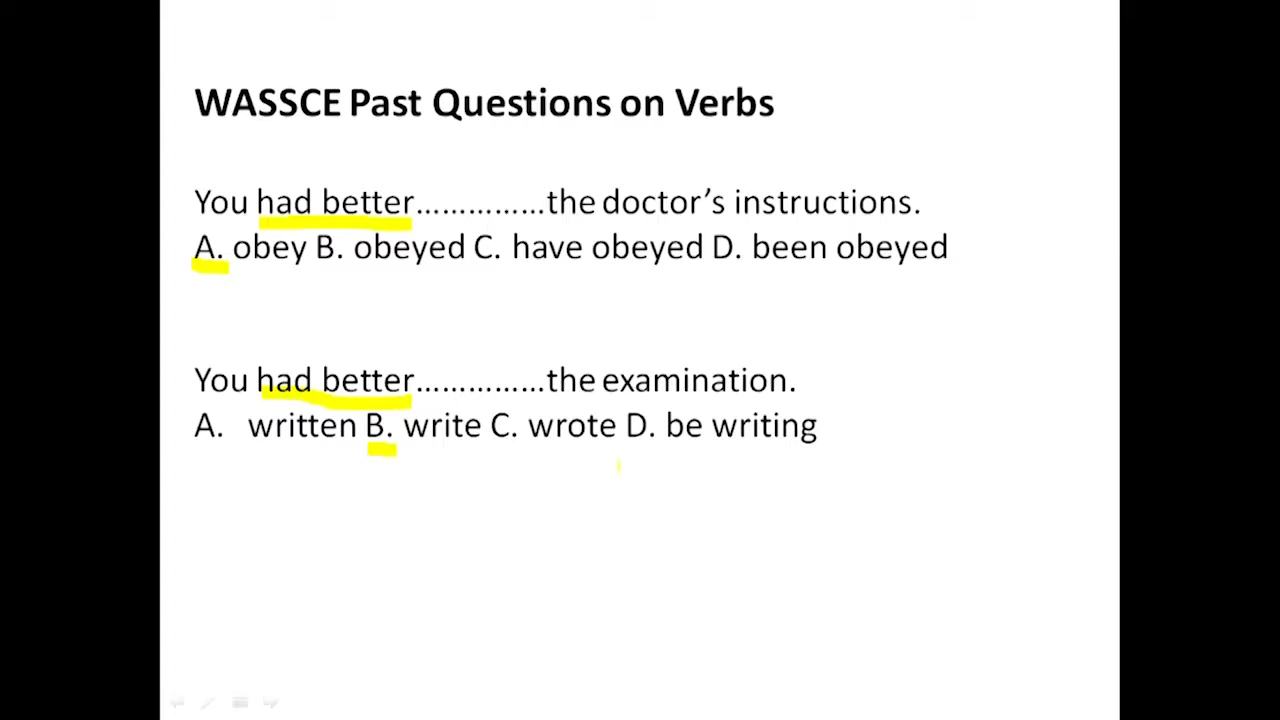 WASSCE Past Questions on Verbs
You had better...............the doctor’s instructions.
A. obey B. obeyed C. have obeyed D. been obeyed
You had better...............the examination.
A. written B. write C. wrote D. be writing